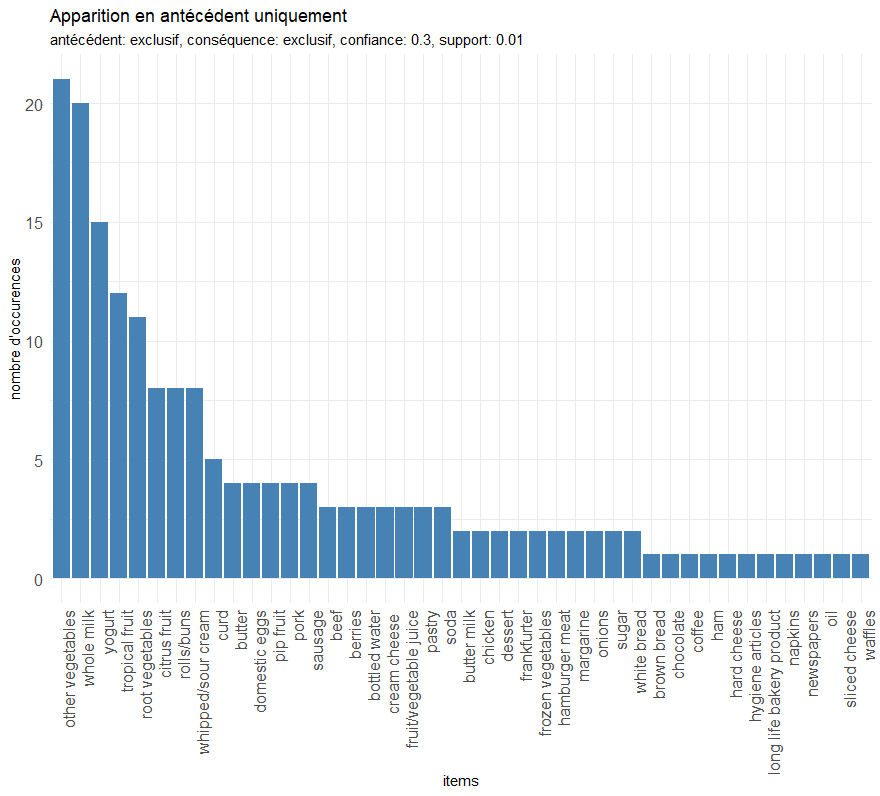 Apparition en antécédent uniquement
antécédent: exclusif, conséquence: exclusif, confiance: 0.3, support: 0.01
nombre d'occurences
20
15
10
5
0
other vegetables
whole milk
yogurt
tropical fruit
root vegetables
citrus fruit
rolls/buns
whipped/sour cream
curd
butter
domestic eggs
pip fruit
pork
sausage
beef
berries
bottled water
cream cheese
fruit/vegetable juice
pastry
soda
butter milk
chicken
dessert
frankfurter
frozen vegetables
hamburger meat
margarine
onions
sugar
white bread
brown bread
chocolate
coffee
ham
hard cheese
hygiene articles
long life bakery product
napkins
newspapers
oil
sliced cheese
waffles
items